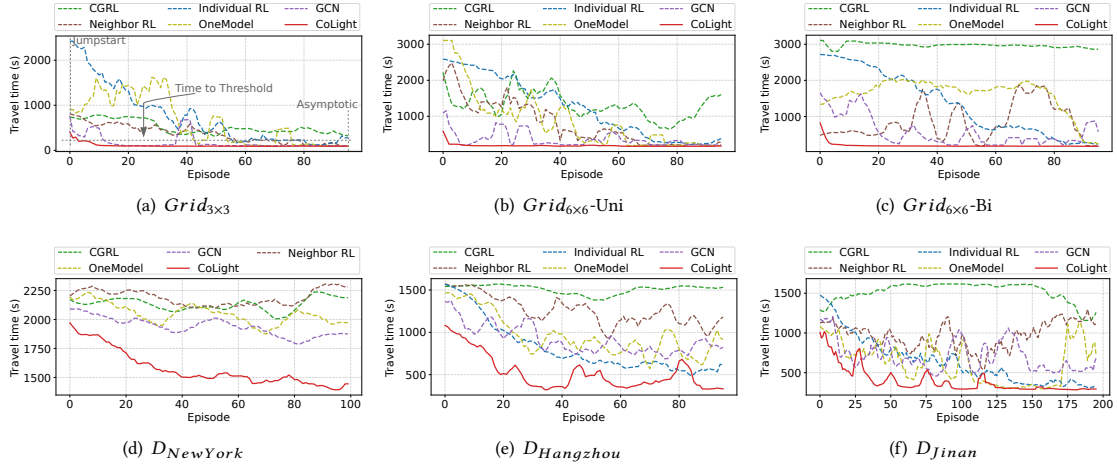 CGRL Individual RL GCN
Neighbor RL OneModel CoLight
Jumpstart
Time to Threshold
Asymptotic
Travel time (s)
2000
1000
0
0 20 40 60 80
Episode
(a) Grid3×3
CGRL Individual RL GCN
Neighbor RL OneModel CoLight
Travel time (s)
3000
2000
1000
0 20 40 60 80
Episode
(b) Grid6×6-Uni
CGRL Individual RL GCN
Neighbor RL OneModel CoLight
Travel time (s)
3000
2000
1000
0 20 40 60 80
Episode
(c) Grid6×6-Bi
CGRL GCN Neighbor RL
OneModel CoLight
Travel time (s)
2250
2000
1750
1500
0 20 40 60 80 100
Episode
(d) DNewYork
CGRL Individual RL GCN
Neighbor RL OneModel CoLight
Travel time (s)
1500
1000
500
0 20 40 60 80
Episode
(e) DHangzhou
CGRL Individual RL GCN
Neighbor RL OneModel CoLight
Travel time (s)
1500
1000
500
0 25 50 75 100 125 150 175 200
Episode
(f) DJinan